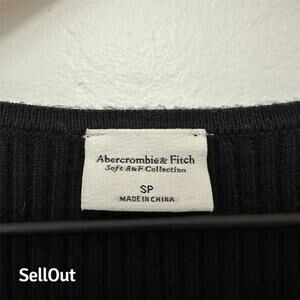 Abercrombie & Fitch
Soft A&F Collection
SP
MADE IN CHINA
SellOut